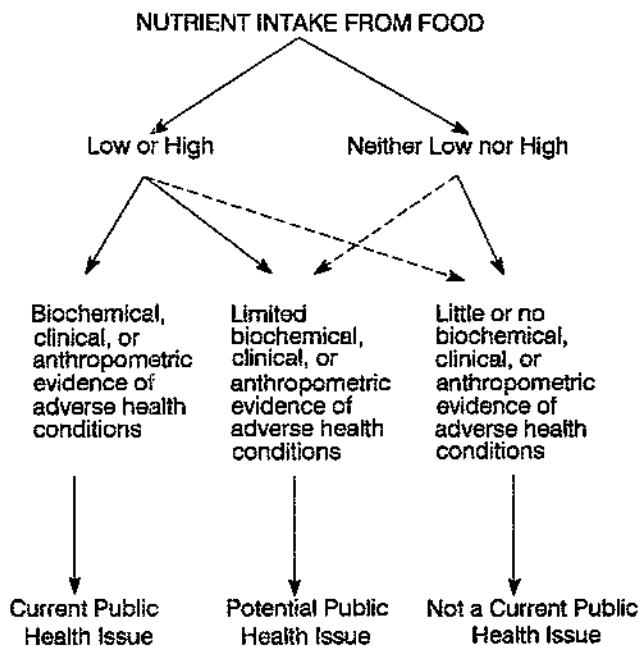 NUTRIENT INTAKE FROM FOOD
Low or High
Neither Low nor High
Biochemical,
clinical, or
anthropometric
evidence of
adverse health
conditions
Limited
biochemical,
clinical, or
anthropometric
evidence of
adverse health
conditions
Little or no
biochemical,
clinical, or
anthropometric
evidence of
adverse health
conditions
Current Public
Health Issue
Potential Public
Health Issue
Not a Current Public
Health Issue